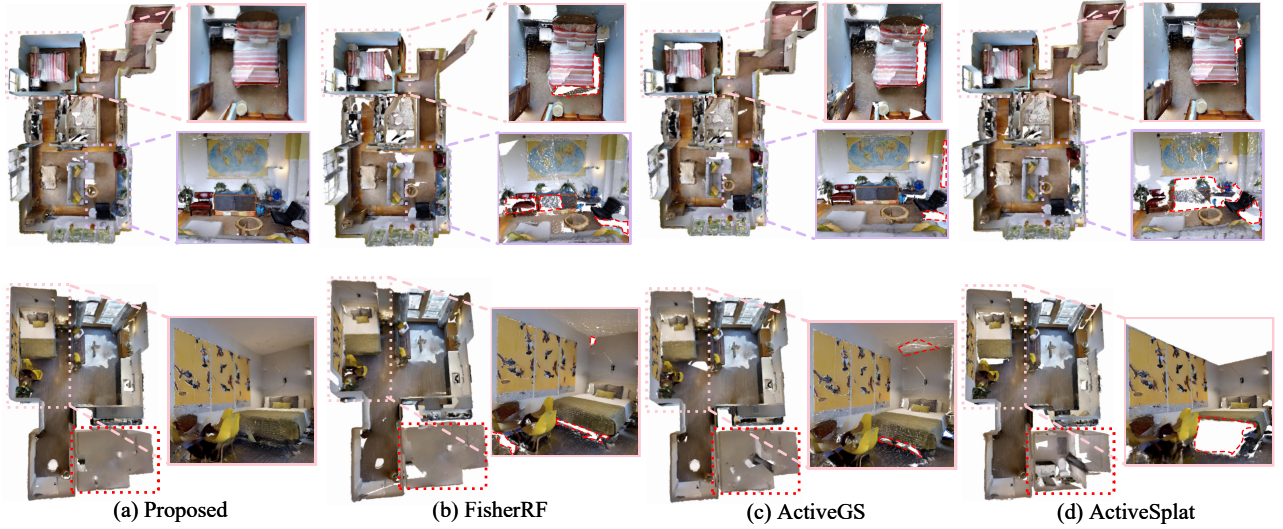 (a) Proposed
(b) FisherRF
(c) ActiveGS
(d) ActiveSplat